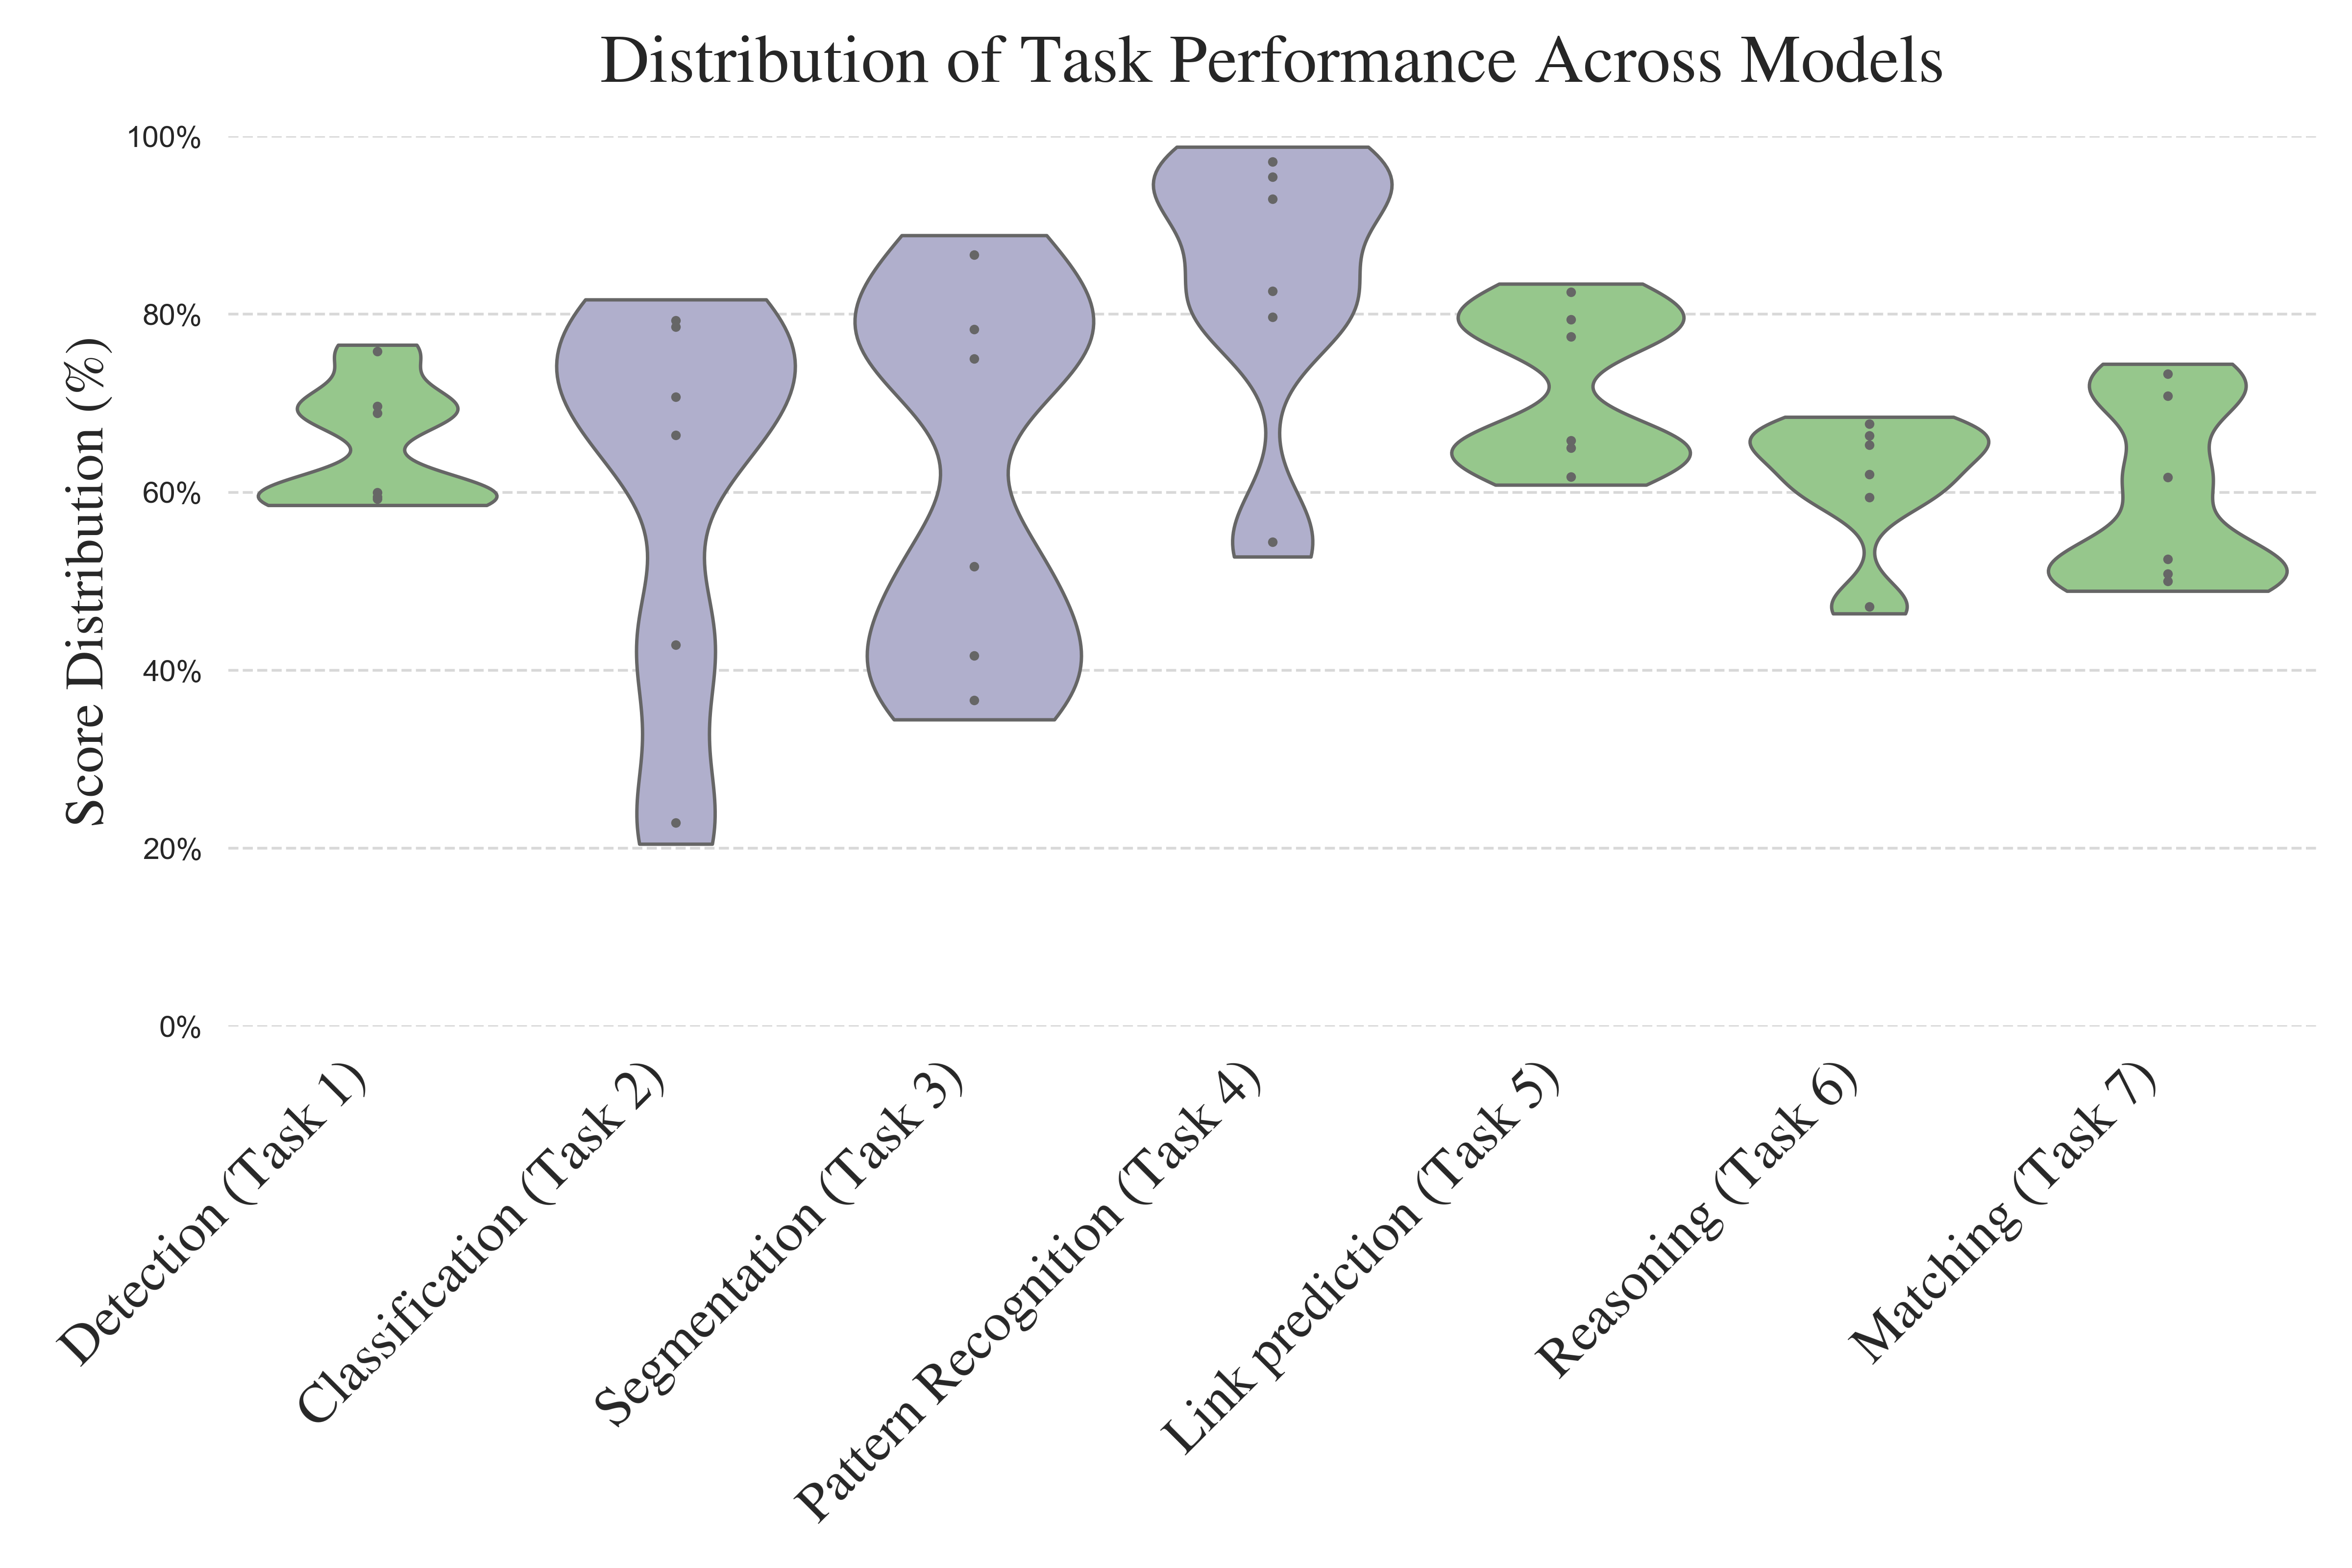 Distribution of Task Performance Across Models
Score Distribution (%)
100%
80%
60%
40%
20%
0%
Detection (Task 1)
Classification (Task 2)
Segmentation (Task 3)
Pattern Recognition (Task 4)
Link prediction (Task 5)
Reasoning (Task 6)
Matching (Task 7)